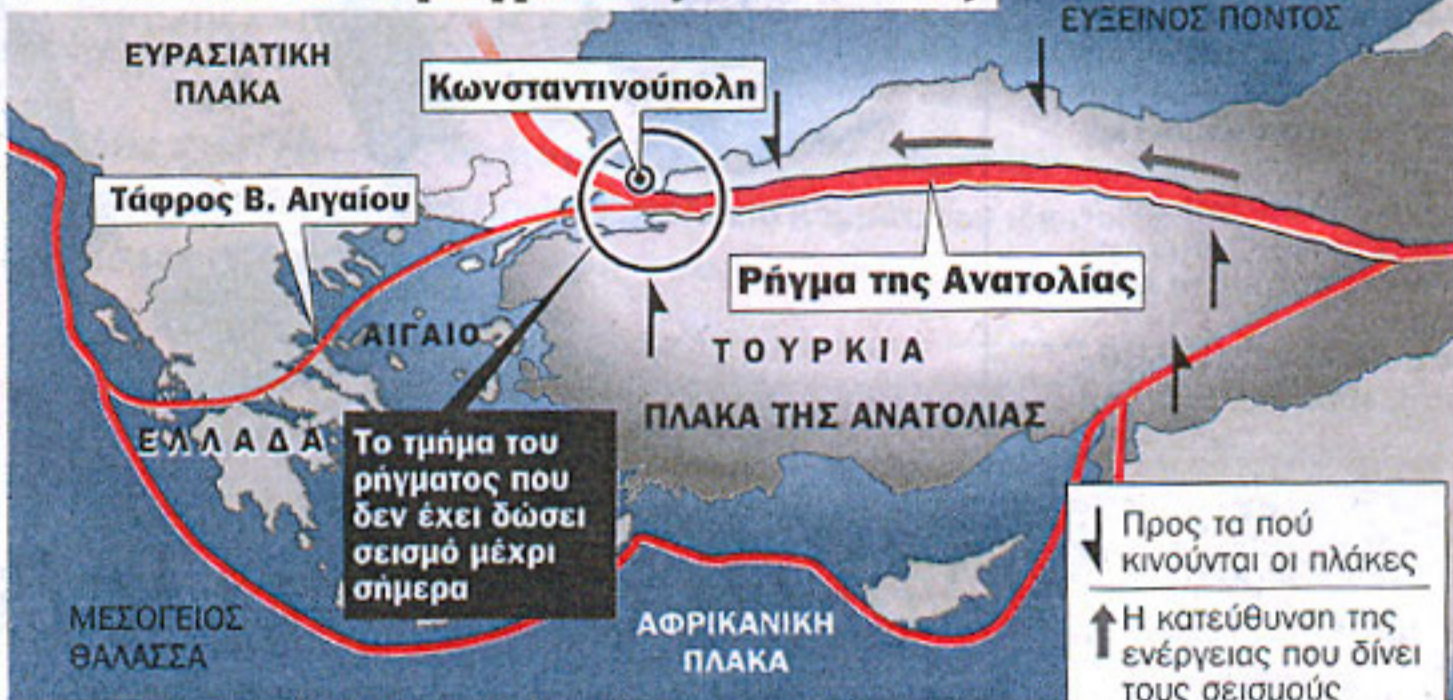 ΕΥΞΕΙΝΟΣ ΠΟΝΤΟΣ
ΕΥΡΑΣΙΑΤΙΚΗ
ΠΛΑΚΑ
Κωνσταντινούπολη
Τάφρος Β. Αιγαίου
Ρήγμα της Ανατολίας
ΑΙΓΑΙΟ
ΤΟΥΡΚΙΑ
ΠΛΑΚΑ ΤΗΣ ΑΝΑΤΟΛΙΑΣ
ΕΛΛΑΔΑ
Το τμήμα του
ρήγματος που
δεν έχει δώσει
σεισμό μέχρι
σήμερα
ΜΕΣΟΓΕΙΟΣ
ΘΑΛΑΣΣΑ
ΑΦΡΙΚΑΝΙΚΗ
ΠΛΑΚΑ
Προς τα πού
κινούνται οι πλάκες
Η κατεύθυνση της
ενέργειας που δίνει
τους σεισμούς